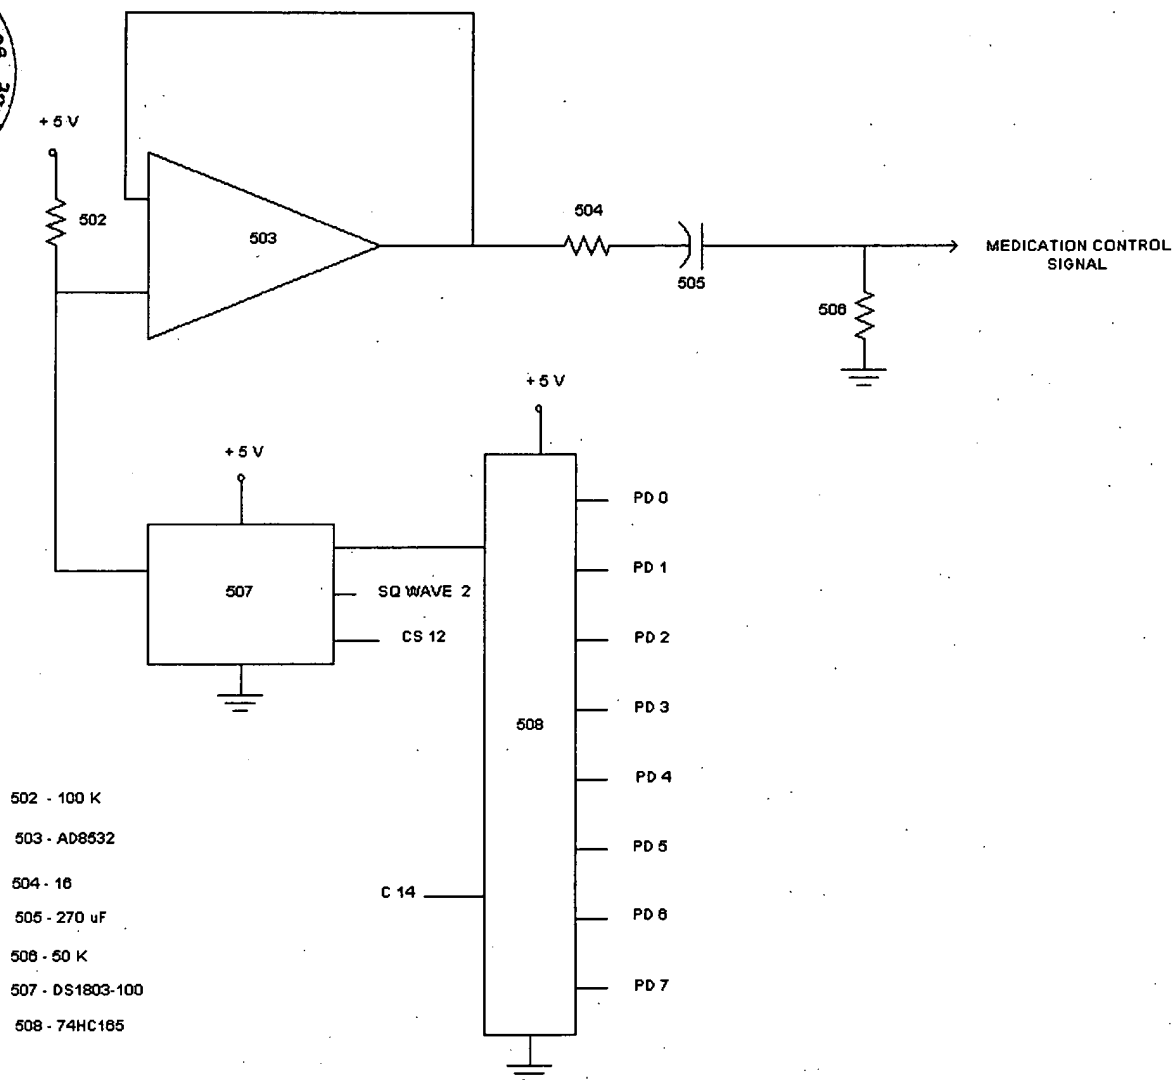 + 5 V
502
503
504
505
506
MEDICATION CONTROL
SIGNAL
+ 5 V
+ 5 V
507
SQ WAVE 2
CS 12
508
C 14
PD 0
PD 1
PD 2
PD 3
PD 4
PD 5
PD 6
PD 7
502 - 100 K
503 - AD8532
504 - 16
505 - 270 uF
506 - 50 K
507 - DS1803-100
508 - 74HC165